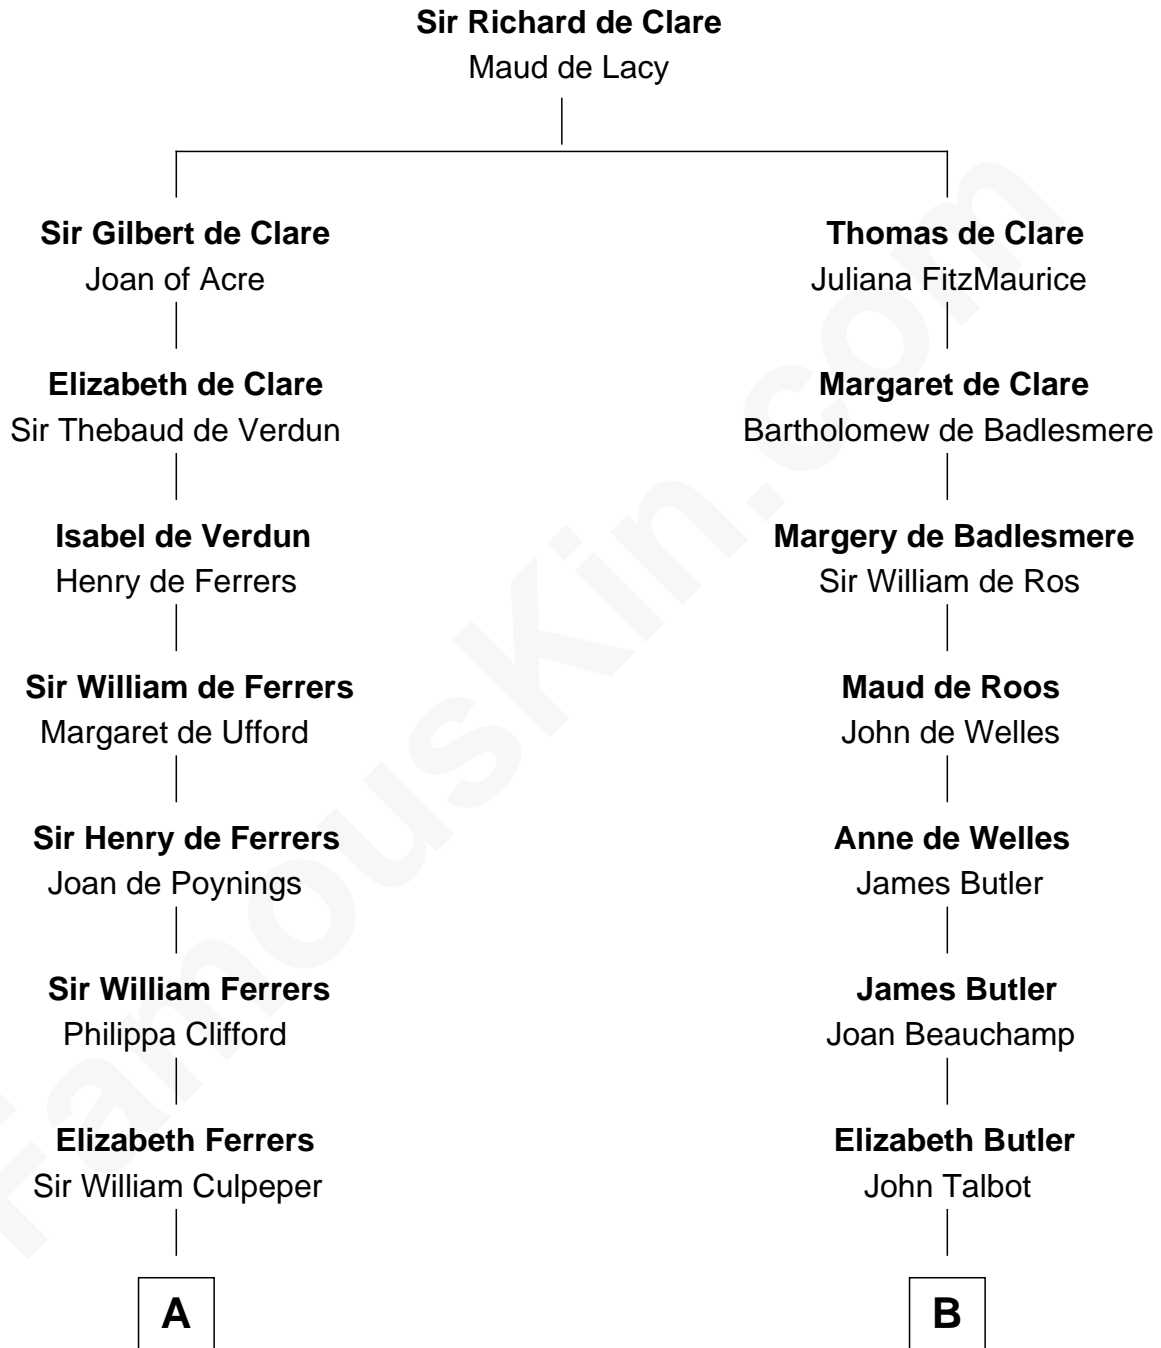 Sir Richard de Clare
Maud de Lacy
Sir Gilbert de Clare
Joan of Acre
Thomas de Clare
Juliana FitzMaurice
Elizabeth de Clare
Sir Thebaud de Verdun
Margaret de Clare
Bartholomew de Badlesmere
Isabel de Verdun
Henry de Ferrers
Margery de Badlesmere
Sir William de Ros
Sir William de Ferrers
Margaret de Ufford
Maud de Roos
John de Welles
Sir Henry de Ferrers
Joan de Poynings
Anne de Welles
James Butler
Sir William Ferrers
Philippa Clifford
James Butler
Joan Beauchamp
Elizabeth Ferrers
Sir William Culpeper
Elizabeth Butler
John Talbot
A
B
FamousKin.com